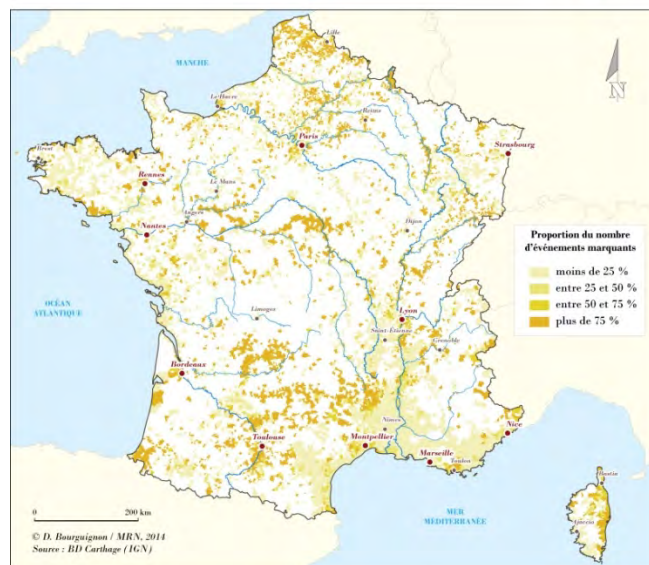 Lille
MANCHE
Le Havre
Reims
Paris
Strasbourg
Brest
Rennes
Le Mans
Angers
Nantes
Dijon
Proportion du nombre
d'événements marquants
moins de 25 %
entre 25 et 50 %
entre 50 et 75 %
plus de 75 %
OCÉAN
ATLANTIQUE
Limoges
Lyon
Saint-Étienne
Grenoble
Bordeaux
Nîmes
Nice
Toulouse
Montpellier
Marseille
Toulon
Bastia
Ajaccio
0
200 km
MER
MÉDITERRANÉE
N
© D. Bourguignon / MRN, 2014
Source : BD Carthage (IGN)